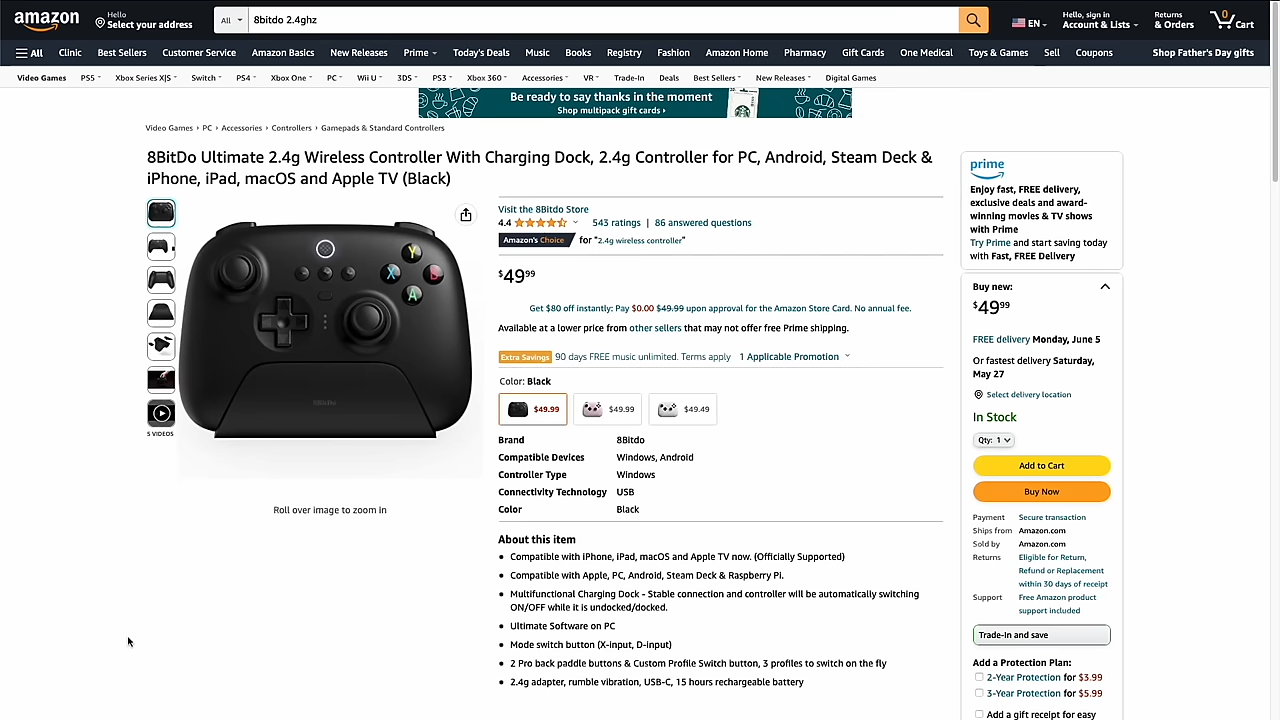 amazon
Hello
Select your address
All
8bitdo 2.4ghz
EN
Hello, sign in
Account & Lists
Returns
& Orders
0
Cart
All
Clinic
Best Sellers
Customer Service
Amazon Basics
New Releases
Prime
Today's Deals
Music
Books
Registry
Fashion
Amazon Home
Pharmacy
Gift Cards
One Medical
Toys & Games
Sell
Coupons
Shop Father's Day gifts
Video Games
PS5
Xbox Series X|S
Switch
PS4
Xbox One
PC
Wii U
3DS
PS3
Xbox 360
Accessories
VR
Trade-In
Deals
Best Sellers
New Releases
Digital Games
Be ready to say thanks in the moment
Shop multipack gift cards ›
Video Games › PC › Accessories › Controllers › Gamepads & Standard Controllers
8BitDo Ultimate 2.4g Wireless Controller With Charging Dock, 2.4g Controller for PC, Android, Steam Deck &
iPhone, iPad, macOS and Apple TV (Black)
Y
X
B
A
8BitDo
5 VIDEOS
Roll over image to zoom in
Visit the 8Bitdo Store
4.4
543 ratings | 86 answered questions
Amazon's Choice for "2.4g wireless controller"
$49 99
Get $80 off instantly: Pay $0.00 $49.99 upon approval for the Amazon Store Card. No annual fee.
Available at a lower price from other sellers that may not offer free Prime shipping.
Extra Savings 90 days FREE music unlimited. Terms apply 1 Applicable Promotion
Color: Black
$49.99
$49.99
$49.49
Brand 8Bitdo
Compatible Devices Windows, Android
Controller Type Windows
Connectivity Technology USB
Color Black
About this item
• Compatible with iPhone, iPad, macOS and Apple TV now. (Officially Supported)
• Compatible with Apple, PC, Android, Steam Deck & Raspberry Pi.
• Multifunctional Charging Dock - Stable connection and controller will be automatically switching
ON/OFF while it is undocked/docked.
• Ultimate Software on PC
• Mode switch button (X-input, D-input)
• 2 Pro back paddle buttons & Custom Profile Switch button, 3 profiles to switch on the fly
• 2.4g adapter, rumble vibration, USB-C, 15 hours rechargeable battery
prime
Enjoy fast, FREE delivery,
exclusive deals and award-
winning movies & TV shows
with Prime
Try Prime and start saving today
with Fast, FREE Delivery
Buy new:
$49 99
FREE delivery Monday, June 5
Or fastest delivery Saturday,
May 27
Select delivery location
In Stock
Qty: 1
Add to Cart
Buy Now
Payment Secure transaction
Ships from Amazon.com
Sold by Amazon.com
Returns Eligible for Return,
Refund or Replacement
within 30 days of receipt
Support Free Amazon product
support included
Trade-in and save
Add a Protection Plan:
2-Year Protection for $3.99
3-Year Protection for $5.99
Add a gift receipt for easy